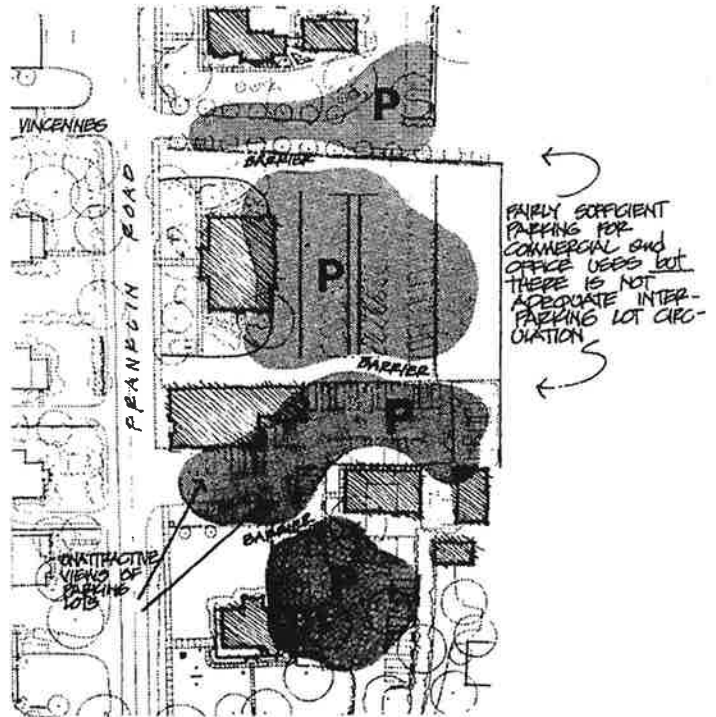 P
VINCENNES
BARRIER
FRANKLIN ROAD
FAIRLY SUFFICIENT
PARKING FOR
COMMERCIAL and
OFFICE USES but
THERE IS NOT
ADEQUATE INTER-
PARKING LOT CIRC-
ULATION
P
BARRIER
P
BARRIER
UNATTRACTIVE
VIEWS OF
PARKING
LOTS
P